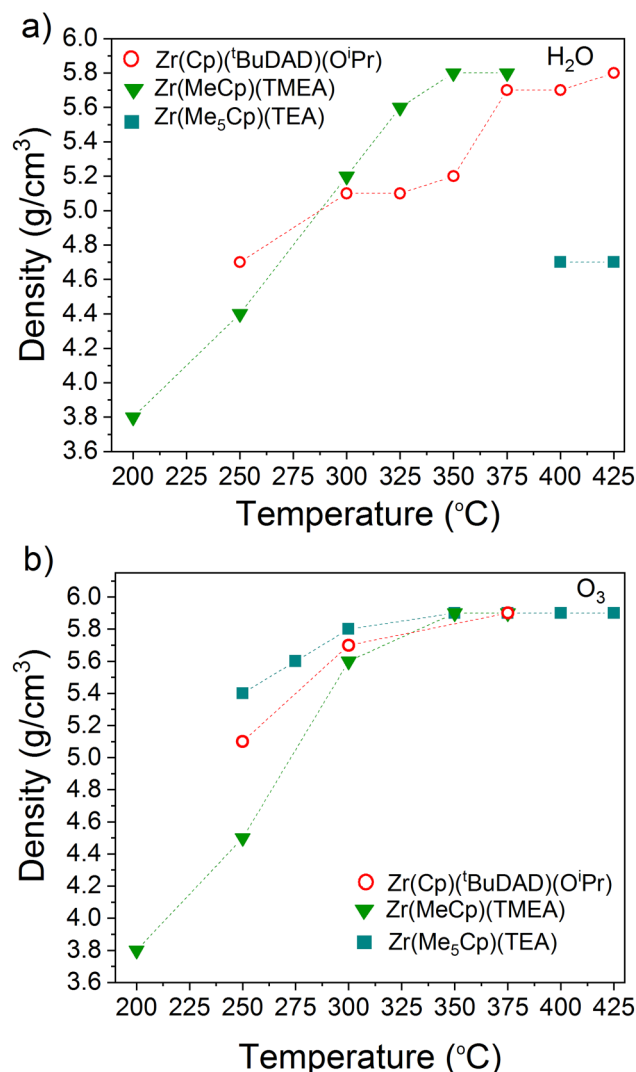 a)
Zr(Cp)(ᵗBuDAD)(OⁱPr)
Zr(MeCp)(TMEA)
Zr(Me₅Cp)(TEA)
H₂O
Density (g/cm³)
6.0
5.8
5.6
5.4
5.2
5.0
4.8
4.6
4.4
4.2
4.0
3.8
3.6
200 225 250 275 300 325 350 375 400 425
Temperature (°C)
b)
O₃
Density (g/cm³)
6.0
5.8
5.6
5.4
5.2
5.0
4.8
4.6
4.4
4.2
4.0
3.8
3.6
Zr(Cp)(ᵗBuDAD)(OⁱPr)
Zr(MeCp)(TMEA)
Zr(Me₅Cp)(TEA)
200 225 250 275 300 325 350 375 400 425
Temperature (°C)